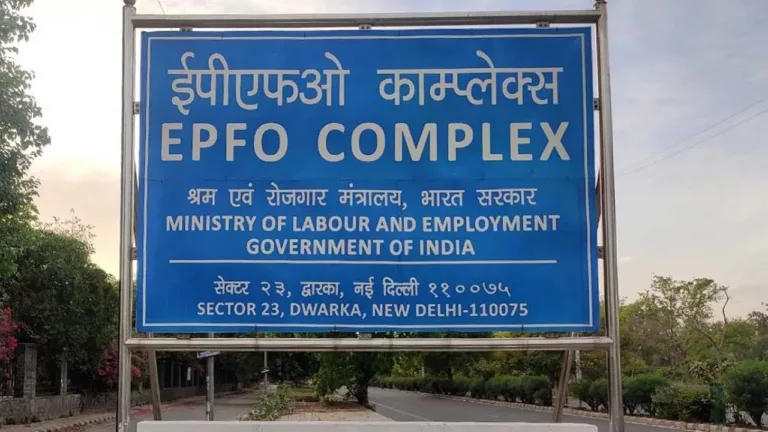 ईपीएफओ काम्प्लेक्स
EPFO COMPLEX
श्रम एवं रोजगार मंत्रालय, भारत सरकार
MINISTRY OF LABOUR AND EMPLOYMENT
GOVERNMENT OF INDIA
सेक्टर २३, द्वारका, नई दिल्ली ११००७५
SECTOR 23, DWARKA, NEW DELHI-110075